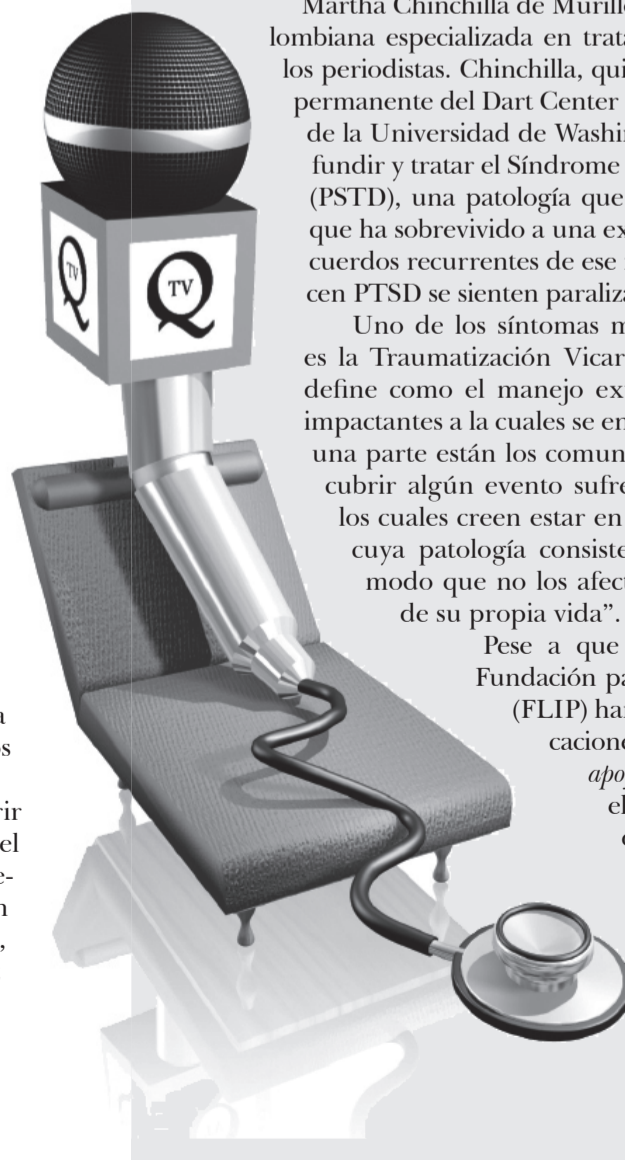 Martha Chinchilla de Murillo
lombiana especializada en trata
los periodistas. Chinchilla, qui
permanente del Dart Center
de la Universidad de Washin
fundir y tratar el Síndrome
(PSTD), una patología que
que ha sobrevivido a una ex
cuerdos recurrentes de ese
cen PTSD se sienten paraliza
Uno de los síntomas m
es la Traumatización Vicar
define como el manejo ex
impactantes a la cuales se en
una parte están los comun
cubrir algún evento sufre
los cuales creen estar en
cuya patología consiste
modo que no los afect
de su propia vida”.
Pese a que
Fundación pa
(FLIP) han
cacione
apo
el
TV
Q TV
a
os
rir
el
e-
n
,